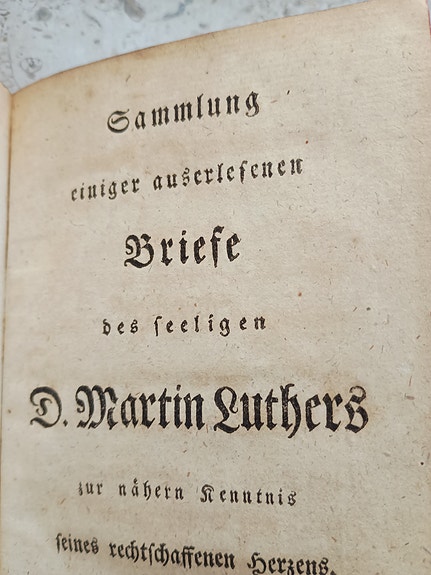 Sammlung
einiger auserleſenen
Briefe
des ſeeligen
D. Martin Luthers
zur nähern Kenntnis
ſeines rechtſchaffenen Herzens,